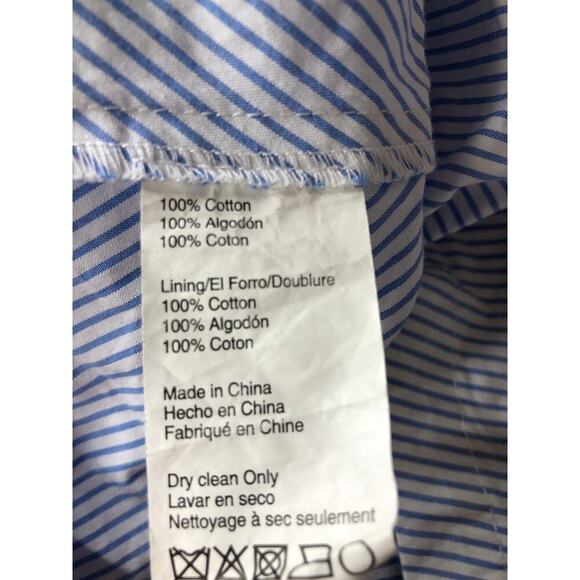 100% Cotton
100% Algodón
100% Coton
Lining/El Forro/Doublure
100% Cotton
100% Algodón
100% Coton
Made in China
Hecho en China
Fabriqué en Chine
Dry clean Only
Lavar en seco
Nettoyage à sec seulement